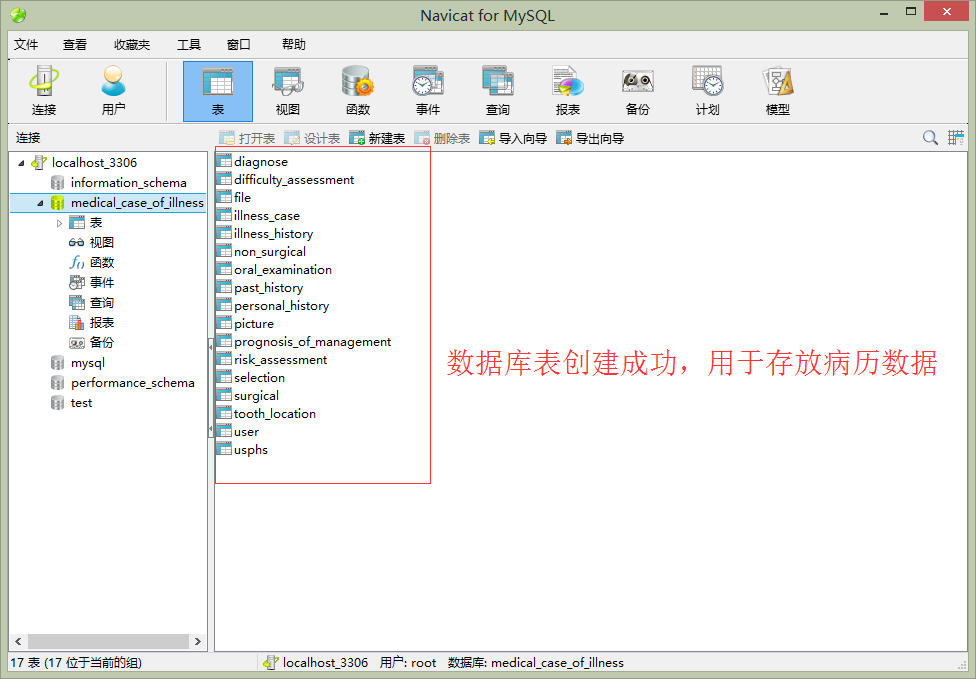 Navicat for MySQL
文件 查看 收藏夹 工具 窗口 帮助
连接 用户 表 视图 函数 事件 查询 报表 备份 计划 模型
连接 打开表 设计表 新建表 删除表 导入向导 导出向导
localhost_3306
information_schema
medical_case_of_illness
表
视图
函数
事件
查询
报表
备份
mysql
performance_schema
test
diagnose
difficulty_assessment
file
illness_case
illness_history
non_surgical
oral_examination
past_history
personal_history
picture
prognosis_of_management
risk_assessment
selection
surgical
tooth_location
user
usphs
数据库表创建成功，用于存放病历数据
17 表 (17 位于当前的组) localhost_3306 用户: root 数据库: medical_case_of_illness